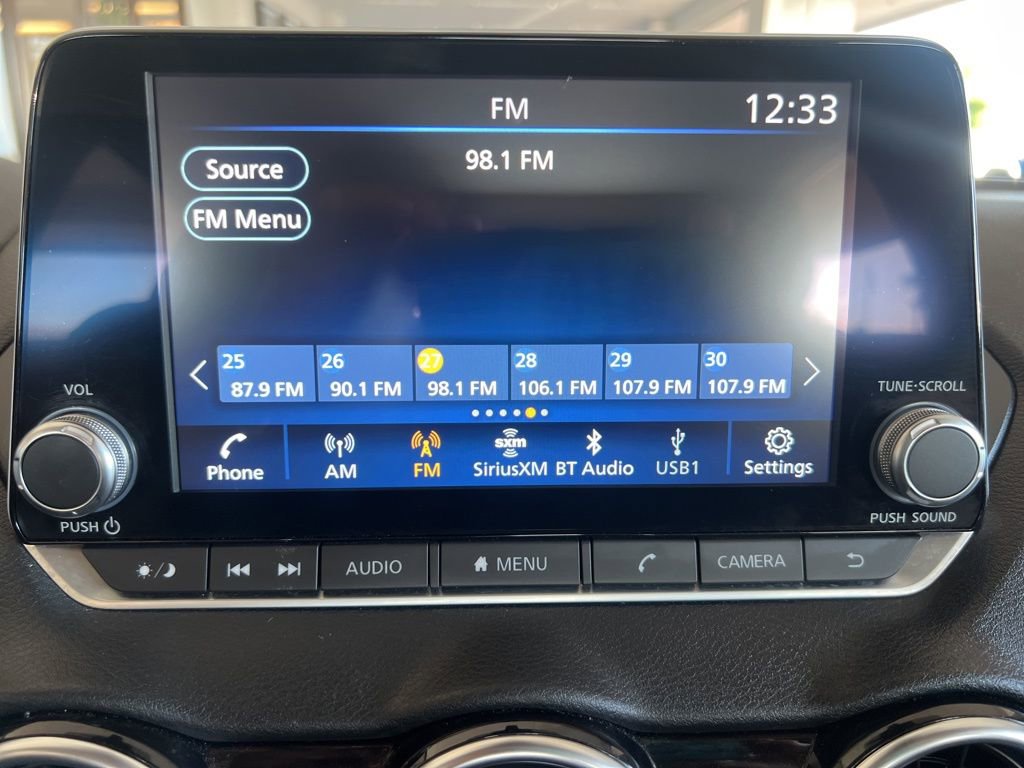 FM
12:33
Source
98.1 FM
FM Menu
25 26 27 28 29 30
87.9 FM 90.1 FM 98.1 FM 106.1 FM 107.9 FM 107.9 FM
VOL
TUNE·SCROLL
sxm
Phone AM FM SiriusXM BT Audio USB1 Settings
PUSH
PUSH SOUND
AUDIO MENU CAMERA